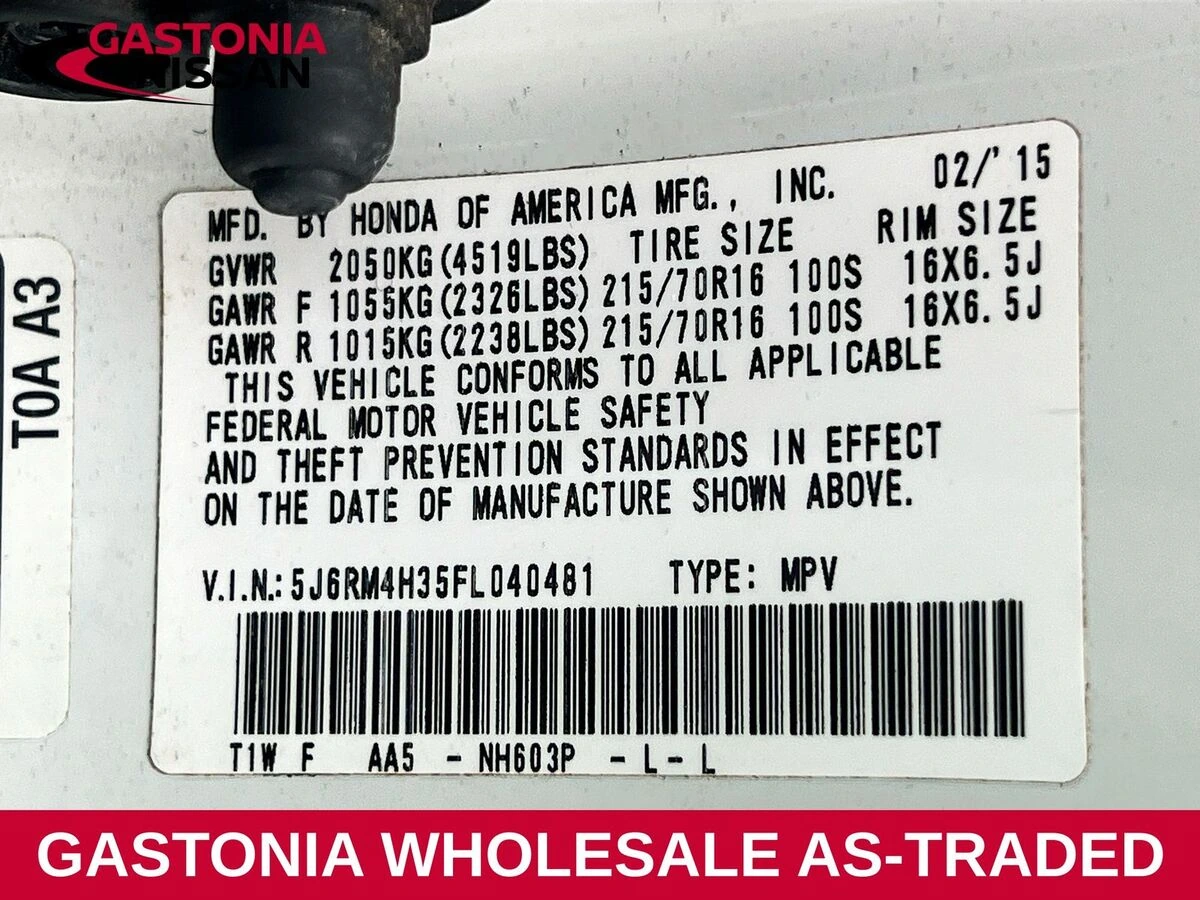 GASTONIA
NISSAN
MFD. BY HONDA OF AMERICA MFG., INC. 02/'15
GVWR 2050KG(4519LBS) TIRE SIZE RIM SIZE
GAWR F 1055KG(2326LBS) 215/70R16 100S 16X6.5J
GAWR R 1015KG(2238LBS) 215/70R16 100S 16X6.5J
THIS VEHICLE CONFORMS TO ALL APPLICABLE
FEDERAL MOTOR VEHICLE SAFETY
AND THEFT PREVENTION STANDARDS IN EFFECT
ON THE DATE OF MANUFACTURE SHOWN ABOVE.
V.I.N.: 5J6RM4H35FL040481 TYPE: MPV
T1W F AA5 - NH603P - L - L
T0A A3
GASTONIA WHOLESALE AS-TRADED